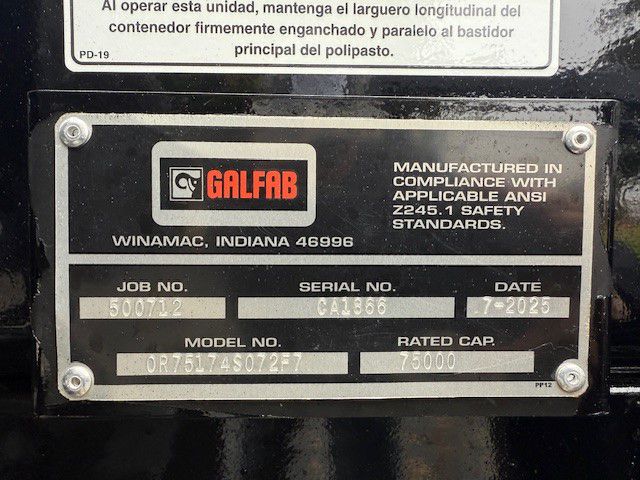 Al operar esta unidad, mantenga el larguero longitudinal del
contenedor firmemente enganchado y paralelo al bastidor
principal del polipasto.
PD-19
GALFAB
WINAMAC, INDIANA 46996
MANUFACTURED IN
COMPLIANCE WITH
APPLICABLE ANSI
Z245.1 SAFETY
STANDARDS.
JOB NO. SERIAL NO. DATE
500712 CA1366 7-2025
MODEL NO. RATED CAP.
OR75174S072F7 75000
PP12